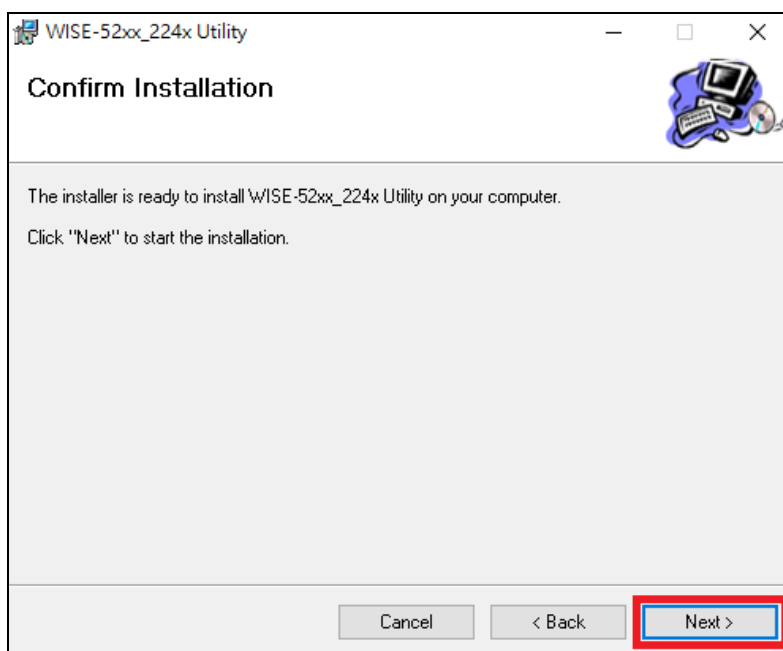 WISE-52xx_224x Utility
Confirm Installation
The installer is ready to install WISE-52xx_224x Utility on your computer.
Click "Next" to start the installation.
Cancel
< Back
Next >